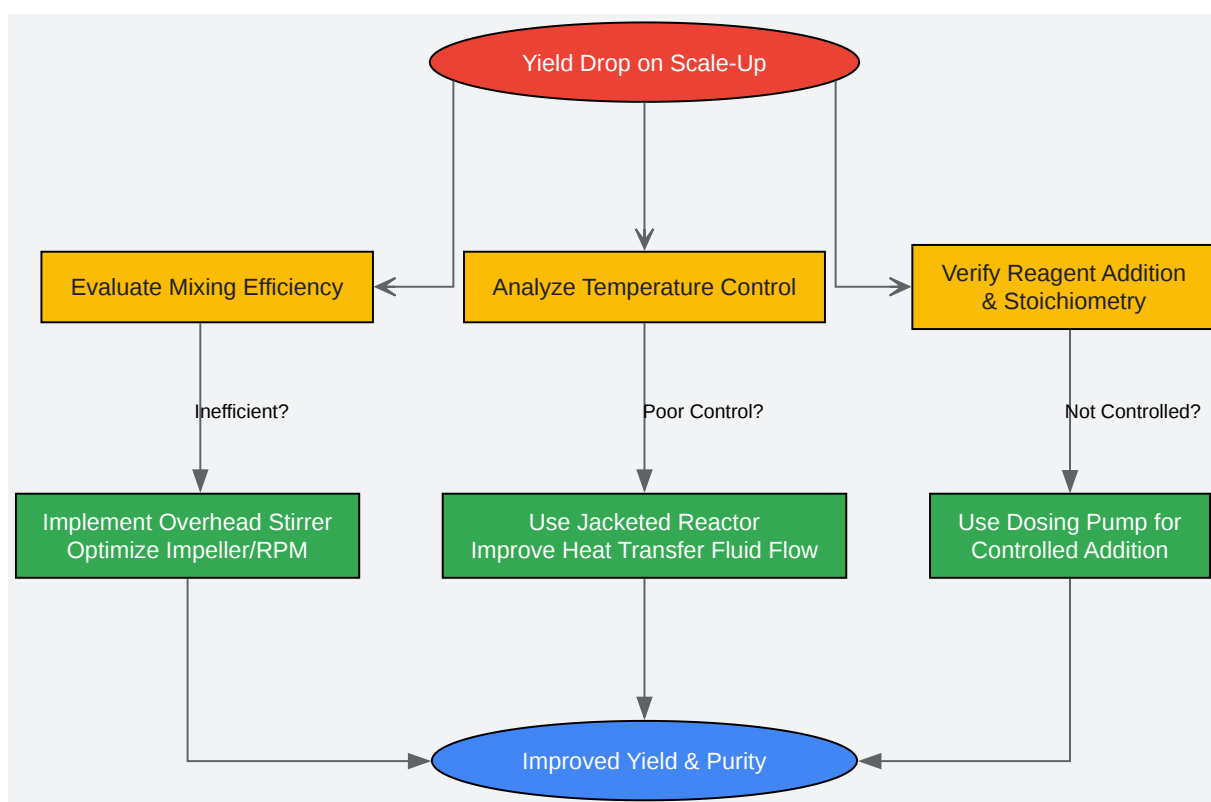 Yield Drop on Scale-Up
Evaluate Mixing Efficiency
Analyze Temperature Control
Verify Reagent Addition
& Stoichiometry
Inefficient?
Poor Control?
Not Controlled?
Implement Overhead Stirrer
Optimize Impeller/RPM
Use Jacketed Reactor
Improve Heat Transfer Fluid Flow
Use Dosing Pump for
Controlled Addition
Improved Yield & Purity